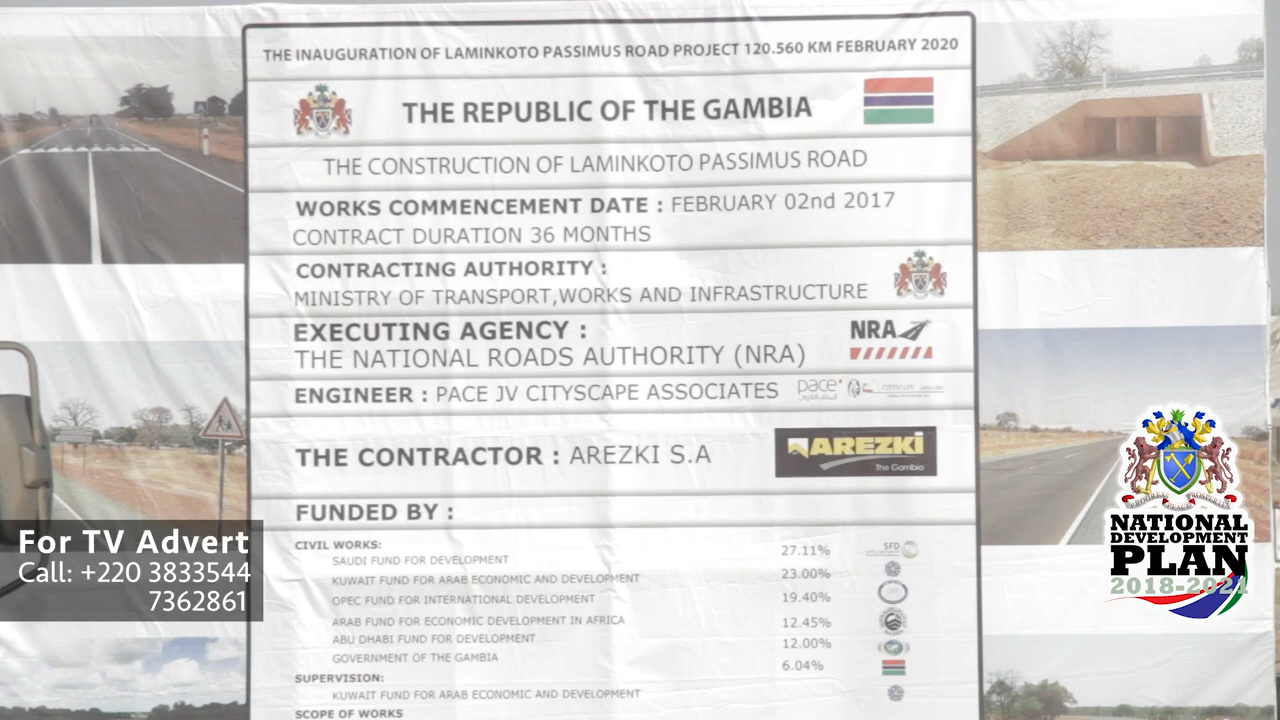 THE INAUGURATION OF LAMINKOTO PASSIMUS ROAD PROJECT 120.560 KM FEBRUARY 2020
THE REPUBLIC OF THE GAMBIA
THE CONSTRUCTION OF LAMINKOTO PASSIMUS ROAD
WORKS COMMENCEMENT DATE : FEBRUARY 02nd 2017
CONTRACT DURATION 36 MONTHS
CONTRACTING AUTHORITY :
MINISTRY OF TRANSPORT,WORKS AND INFRASTRUCTURE
EXECUTING AGENCY :
THE NATIONAL ROADS AUTHORITY (NRA)
NRA
ENGINEER : PACE JV CITYSCAPE ASSOCIATES
pace
THE CONTRACTOR : AREZKI S.A
AREZKI
The Gambia
FUNDED BY :
CIVIL WORKS:
SAUDI FUND FOR DEVELOPMENT 27.11%
SFD
KUWAIT FUND FOR ARAB ECONOMIC AND DEVELOPMENT 23.00%
OPEC FUND FOR INTERNATIONAL DEVELOPMENT 19.40%
ARAB FUND FOR ECONOMIC DEVELOPMENT IN AFRICA 12.45%
ABU DHABI FUND FOR DEVELOPMENT 12.00%
GOVERNMENT OF THE GAMBIA 6.04%
SUPERVISION:
KUWAIT FUND FOR ARAB ECONOMIC AND DEVELOPMENT
SCOPE OF WORKS
For TV Advert
Call: +220 3833544
7362861
PROGRESS PEACE PROSPERITY
NATIONAL
DEVELOPMENT
PLAN
2018-2021